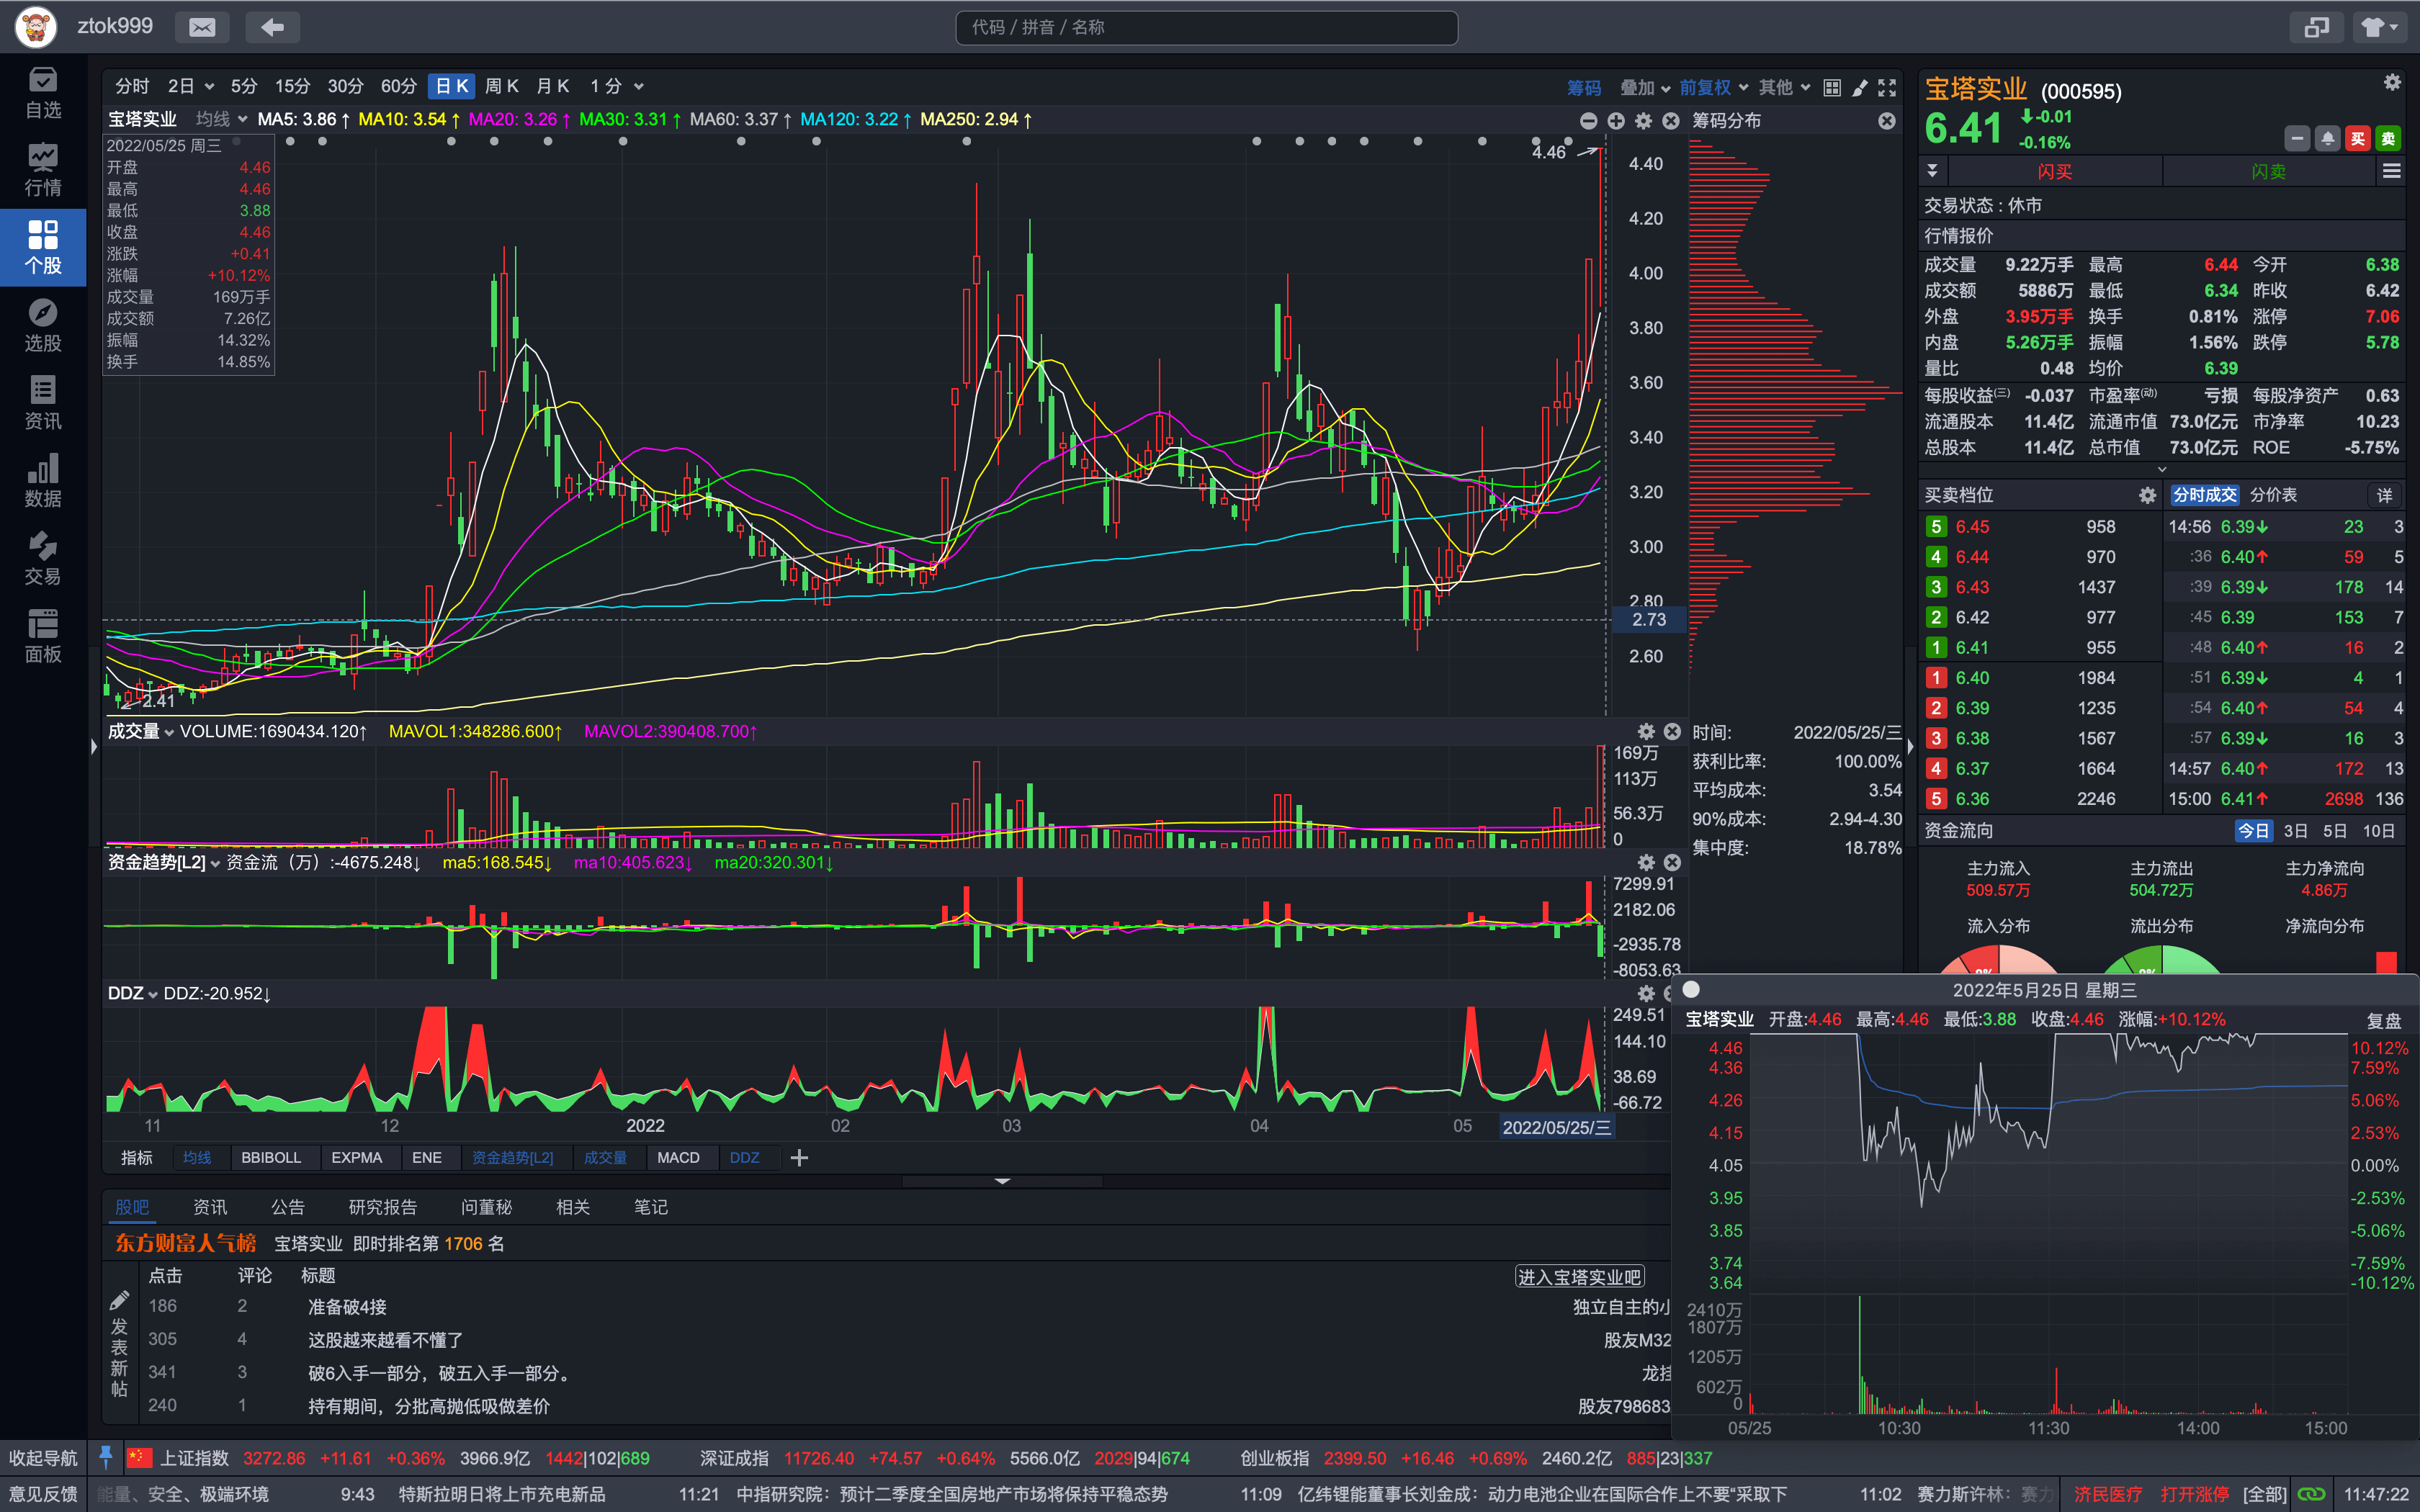 ztok999
代码 / 拼音 / 名称
自选
行情
个股
选股
资讯
数据
交易
面板
分时 2日 5分 15分 30分 60分 日K 周K 月K 1分
筹码 叠加 前复权 其他
宝塔实业 均线 MA5: 3.86↑ MA10: 3.54↑ MA20: 3.26↑ MA30: 3.31↑ MA60: 3.37↑ MA120: 3.22↑ MA250: 2.94↑
2022/05/25 周三
开盘 4.46
最高 4.46
最低 3.88
收盘 4.46
涨跌 +0.41
涨幅 +10.12%
成交量 169万手
成交额 7.26亿
振幅 14.32%
换手 14.85%
4.46
2.41
4.40
4.20
4.00
3.80
3.60
3.40
3.20
3.00
2.80
2.73
2.60
筹码分布
时间: 2022/05/25/三
获利比率: 100.00%
平均成本: 3.54
90%成本: 2.94-4.30
集中度: 18.78%
成交量 VOLUME:1690434.120↑ MAVOL1:348286.600↑ MAVOL2:390408.700↑
169万
113万
56.3万
0
资金趋势[L2] 资金流（万）:-4675.248↓ ma5:168.545↓ ma10:405.623↓ ma20:320.301↓
7299.91
2182.06
-2935.78
-8053.63
DDZ DDZ:-20.952↓
249.51
144.10
38.69
-66.72
11 12 2022 02 03 04 05 2022/05/25/三
指标 均线 BBIBOLL EXPMA ENE 资金趋势[L2] 成交量 MACD DDZ
股吧 资讯 公告 研究报告 问董秘 相关 笔记
东方财富人气榜 宝塔实业 即时排名第 1706 名
点击 评论 标题
进入宝塔实业吧
发表新帖
186 2 准备破4接 独立自主的小
305 4 这股越来越看不懂了 股友M32
341 3 破6入手一部分，破五入手一部分。
240 1 持有期间，分批高抛低吸做差价 股友798683
宝塔实业 (000595)
6.41 -0.01
-0.16%
买 卖
闪买 闪卖
交易状态 : 休市
行情报价
成交量 9.22万手 最高 6.44 今开 6.38
成交额 5886万 最低 6.34 昨收 6.42
外盘 3.95万手 换手 0.81% 涨停 7.06
内盘 5.26万手 振幅 1.56% 跌停 5.78
量比 0.48 均价 6.39
每股收益(三) -0.037 市盈率(动) 亏损 每股净资产 0.63
流通股本 11.4亿 流通市值 73.0亿元 市净率 10.23
总股本 11.4亿 总市值 73.0亿元 ROE -5.75%
买卖档位 分时成交 分价表 详
5 6.45 958 14:56 6.39↓ 23 3
4 6.44 970 :36 6.40↑ 59 5
3 6.43 1437 :39 6.39↓ 178 14
2 6.42 977 :45 6.39 153 7
1 6.41 955 :48 6.40↑ 16 2
1 6.40 1984 :51 6.39↓ 4 1
2 6.39 1235 :54 6.40↑ 54 4
3 6.38 1567 :57 6.39↓ 16 3
4 6.37 1664 14:57 6.40↑ 172 13
5 6.36 2246 15:00 6.41↑ 2698 136
资金流向 今日 3日 5日 10日
主力流入 主力流出 主力净流向
509.57万 504.72万 4.86万
流入分布 流出分布 净流向分布
2022年5月25日 星期三
宝塔实业 开盘:4.46 最高:4.46 最低:3.88 收盘:4.46 涨幅:+10.12% 复盘
4.46 10.12%
4.36 7.59%
4.26 5.06%
4.15 2.53%
4.05 0.00%
3.95 -2.53%
3.85 -5.06%
3.74 -7.59%
3.64 -10.12%
2410万
1807万
1205万
602万
0
05/25 10:30 11:30 14:00 15:00
收起导航 上证指数 3272.86 +11.61 +0.36% 3966.9亿 1442|102|689 深证成指 11726.40 +74.57 +0.64% 5566.0亿 2029|94|674 创业板指 2399.50 +16.46 +0.69% 2460.2亿 885|23|337
意见反馈 能量、安全、极端环境 9:43 特斯拉明日将上市充电新品 11:21 中指研究院：预计二季度全国房地产市场将保持平稳态势 11:09 亿纬锂能董事长刘金成：动力电池企业在国际合作上不要“采取下 11:02 赛力斯许林：赛力 济民医疗 打开涨停 [全部] 11:47:22